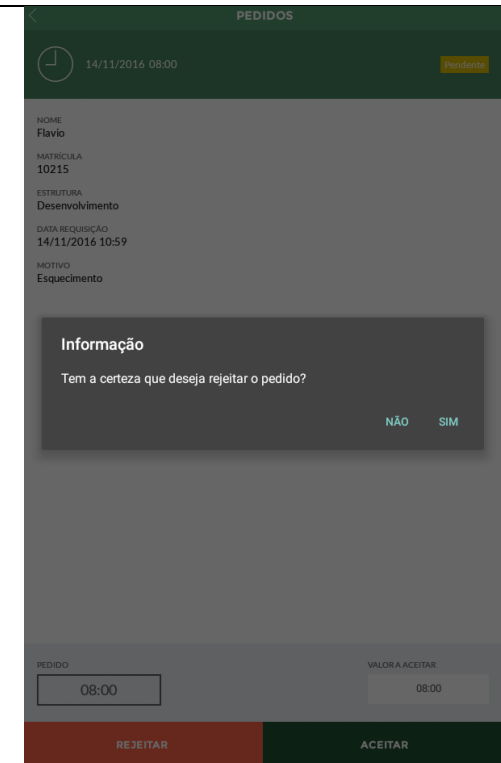 PEDIDOS
14/11/2016 08:00
Pendente
NOME
Flavio
MATRÍCULA
10215
ESTRUTURA
Desenvolvimento
DATA REQUISIÇÃO
14/11/2016 10:59
MOTIVO
Esquecimento
Informação
Tem a certeza que deseja rejeitar o pedido?
NÃO SIM
PEDIDO VALOR A ACEITAR
08:00 08:00
REJEITAR ACEITAR